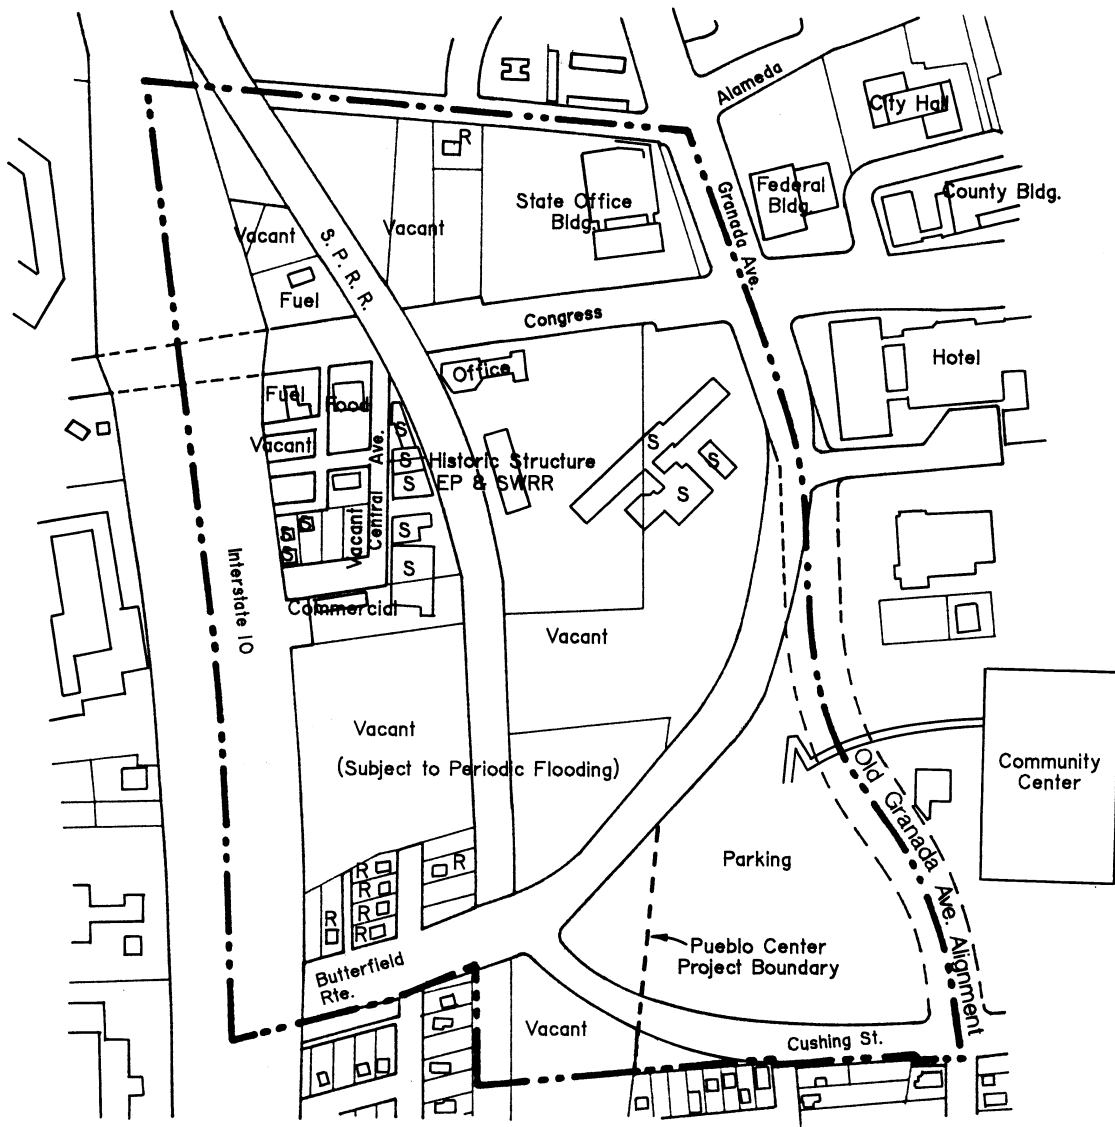 Alameda
City Hall
R
Federal
Bldg.
County Bldg.
State Office
Bldg.
Granada Ave.
Vacant
Vacant
S. P. R. R.
Fuel
Congress
Hotel
Office
Fuel
Food
Vacant
S
S
S
Historic Structure
EP & SWRR
S
S
S
Central Ave.
Vacant
S
S
S
S
S
Interstate 10
Commercial
Vacant
Vacant
(Subject to Periodic Flooding)
Community
Center
Old Granada Ave. Alignment
Parking
R
R
R
R
R
R
Pueblo Center
Project Boundary
Butterfield
Rte.
Vacant
Cushing St.